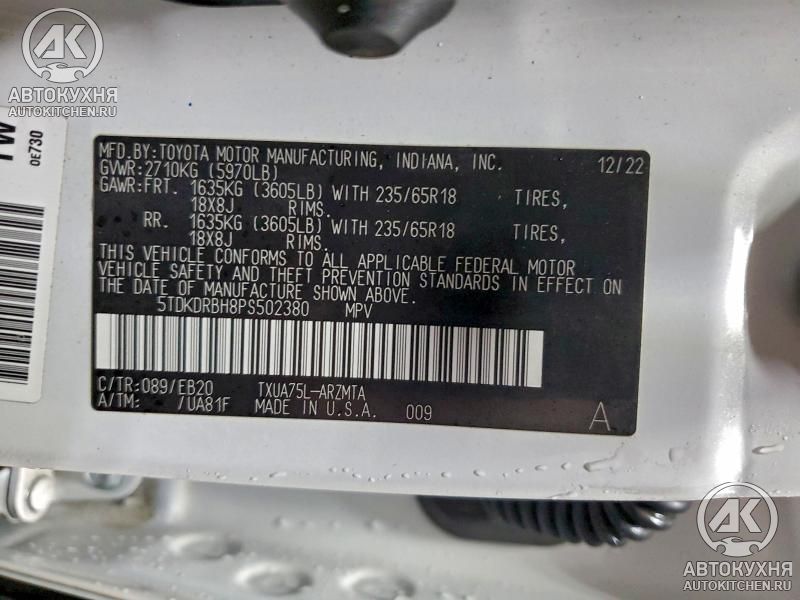 АК
АВТОКУХНЯ
AUTOKITCHEN.RU
0E730
MFD.BY:TOYOTA MOTOR MANUFACTURING, INDIANA, INC. 12/22
GVWR:2710KG (5970LB)
GAWR:FRT. 1635KG (3605LB) WITH 235/65R18 TIRES,
18X8J RIMS.
RR. 1635KG (3605LB) WITH 235/65R18 TIRES,
18X8J RIMS.
THIS VEHICLE CONFORMS TO ALL APPLICABLE FEDERAL MOTOR
VEHICLE SAFETY AND THEFT PREVENTION STANDARDS IN EFFECT ON
THE DATE OF MANUFACTURE SHOWN ABOVE.
5TDKDRBH8PS502380 MPV
C/TR:089/EB20 TXUA75L-ARZMTA
A/TM: /UA81F MADE IN U.S.A. 009 A
АК
АВТОКУХНЯ
AUTOKITCHEN.RU